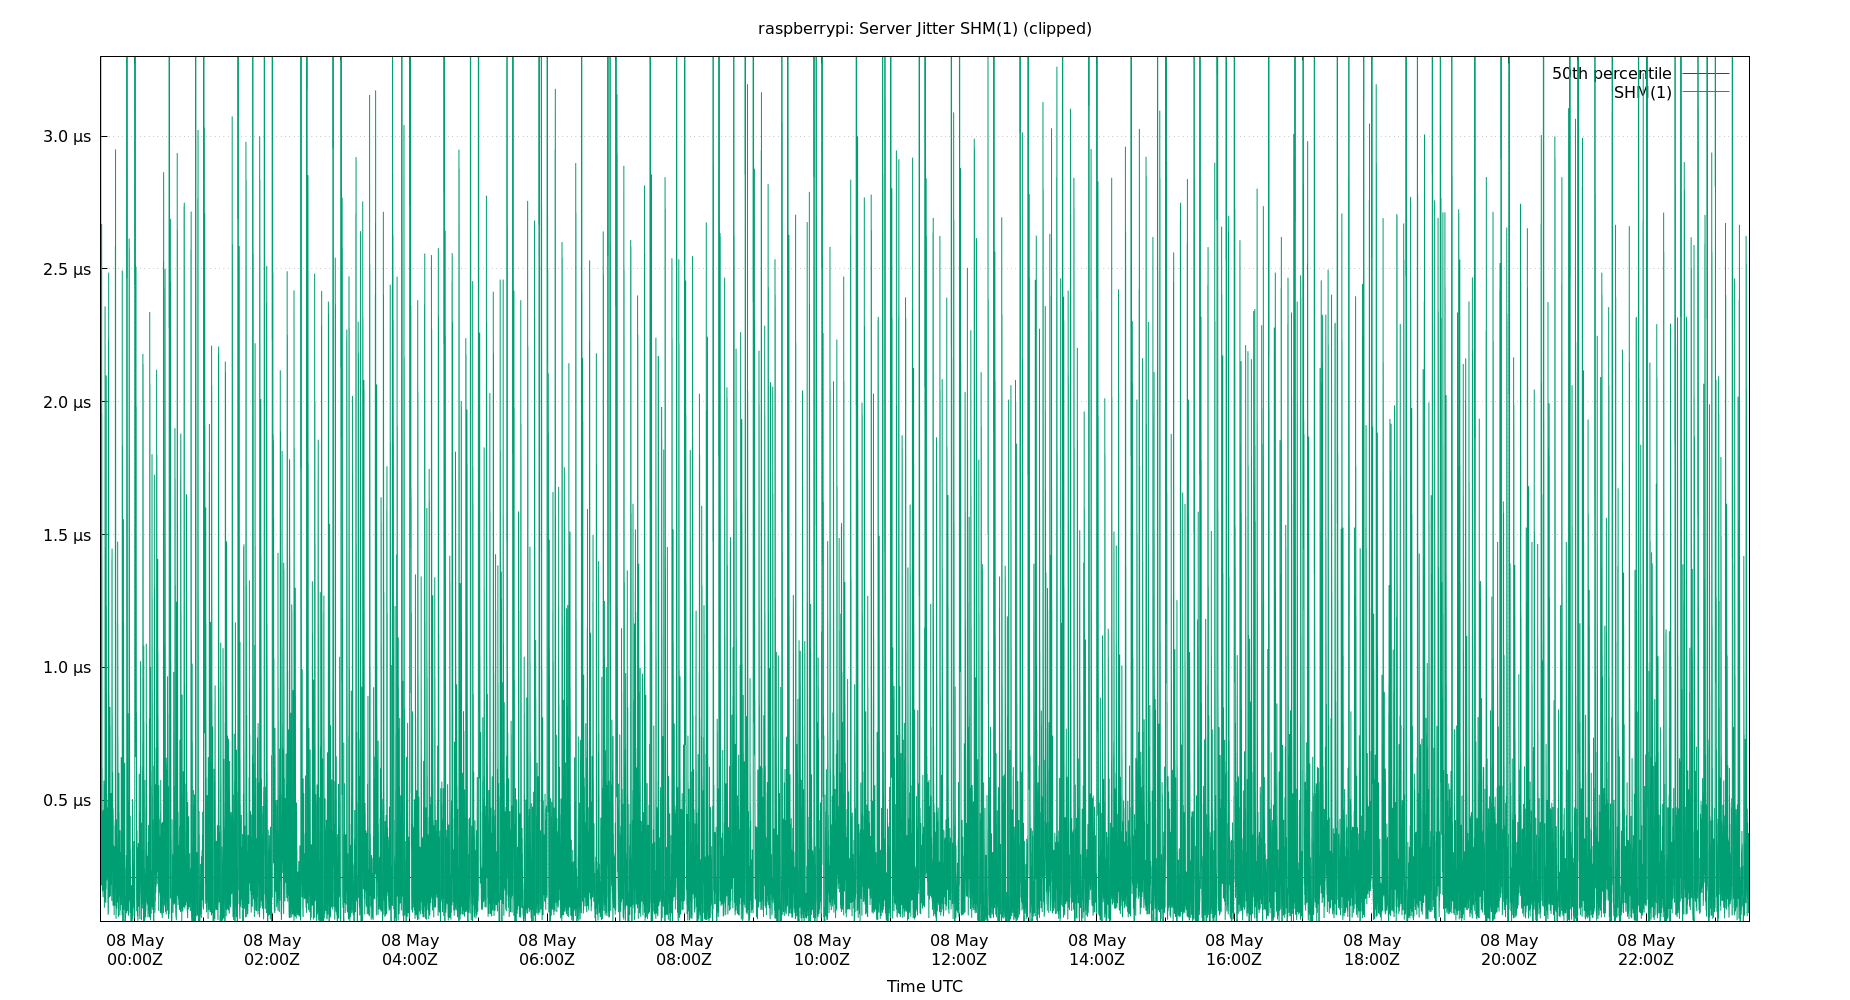 raspberrypi: Server Jitter SHM(1) (clipped)
50th percentile
SHM(1)
3.0 µs
2.5 µs
2.0 µs
1.5 µs
1.0 µs
0.5 µs
08 May 08 May 08 May 08 May 08 May 08 May 08 May 08 May 08 May 08 May 08 May 08 May
00:00Z 02:00Z 04:00Z 06:00Z 08:00Z 10:00Z 12:00Z 14:00Z 16:00Z 18:00Z 20:00Z 22:00Z
Time UTC